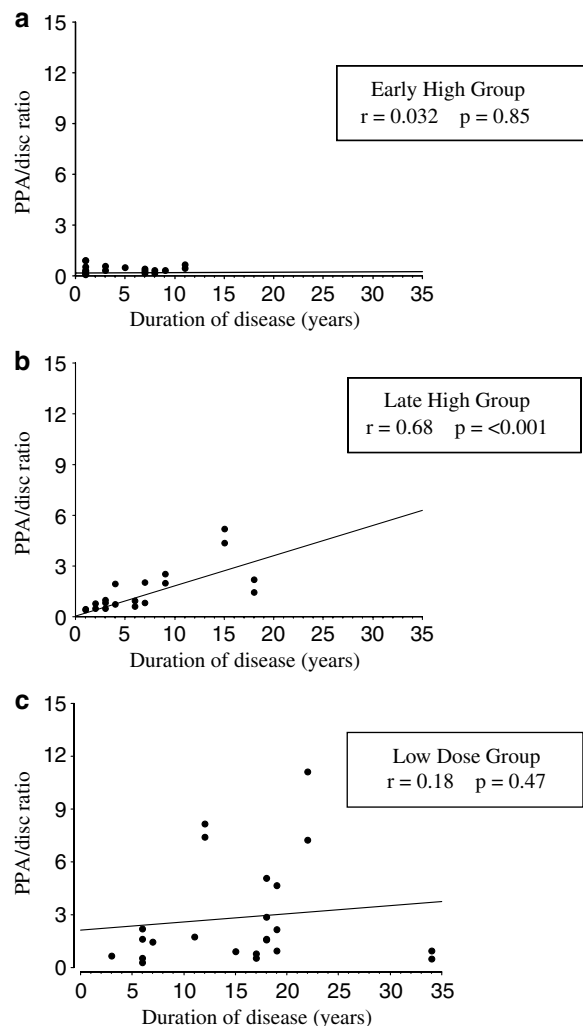 a
15
12
9
6
3
0
PPA/disc ratio
Early High Group
r = 0.032 p = 0.85
0 5 10 15 20 25 30 35
Duration of disease (years)
b
15
12
9
6
3
0
PPA/disc ratio
Late High Group
r = 0.68 p = <0.001
0 5 10 15 20 25 30 35
Duration of disease (years)
c
15
12
9
6
3
0
PPA/disc ratio
Low Dose Group
r = 0.18 p = 0.47
0 5 10 15 20 25 30 35
Duration of disease (years)